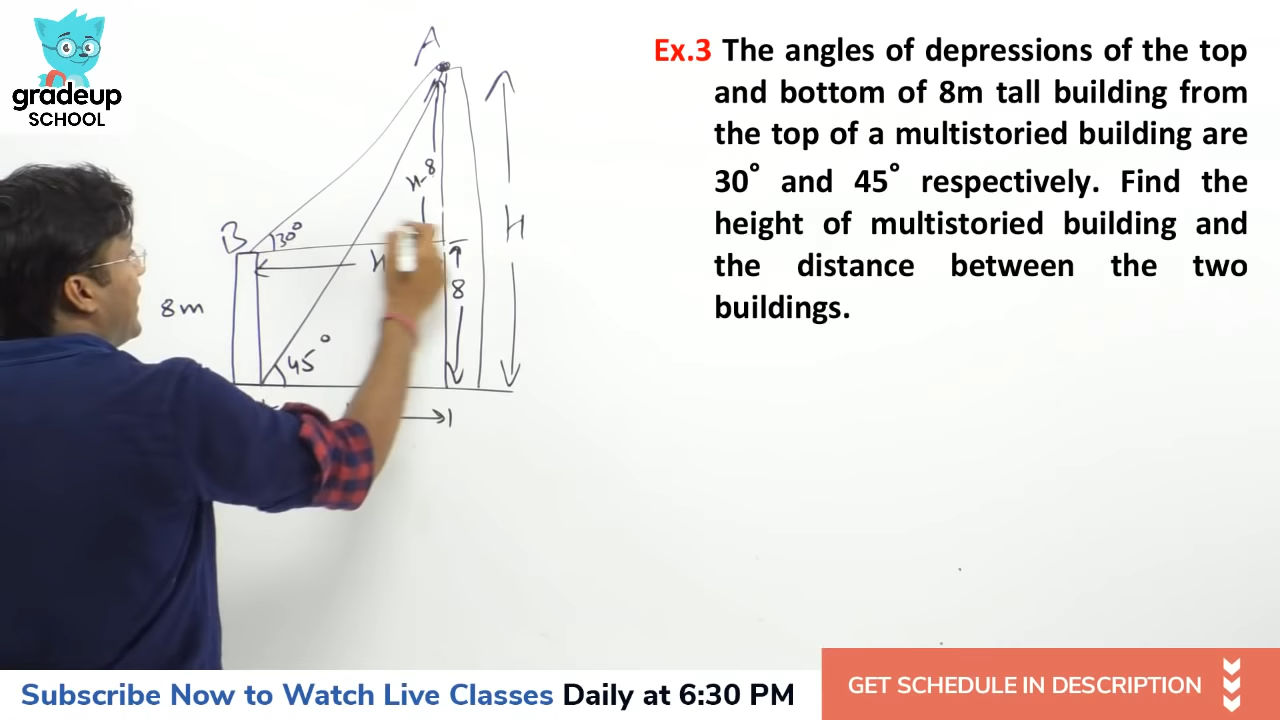 gradeup
SCHOOL
Ex.3 The angles of depressions of the top
and bottom of 8m tall building from
the top of a multistoried building are
30° and 45° respectively. Find the
height of multistoried building and
the distance between the two
buildings.
A
H-8
H
B
30°
8
8m
45°
Subscribe Now to Watch Live Classes Daily at 6:30 PM
GET SCHEDULE IN DESCRIPTION